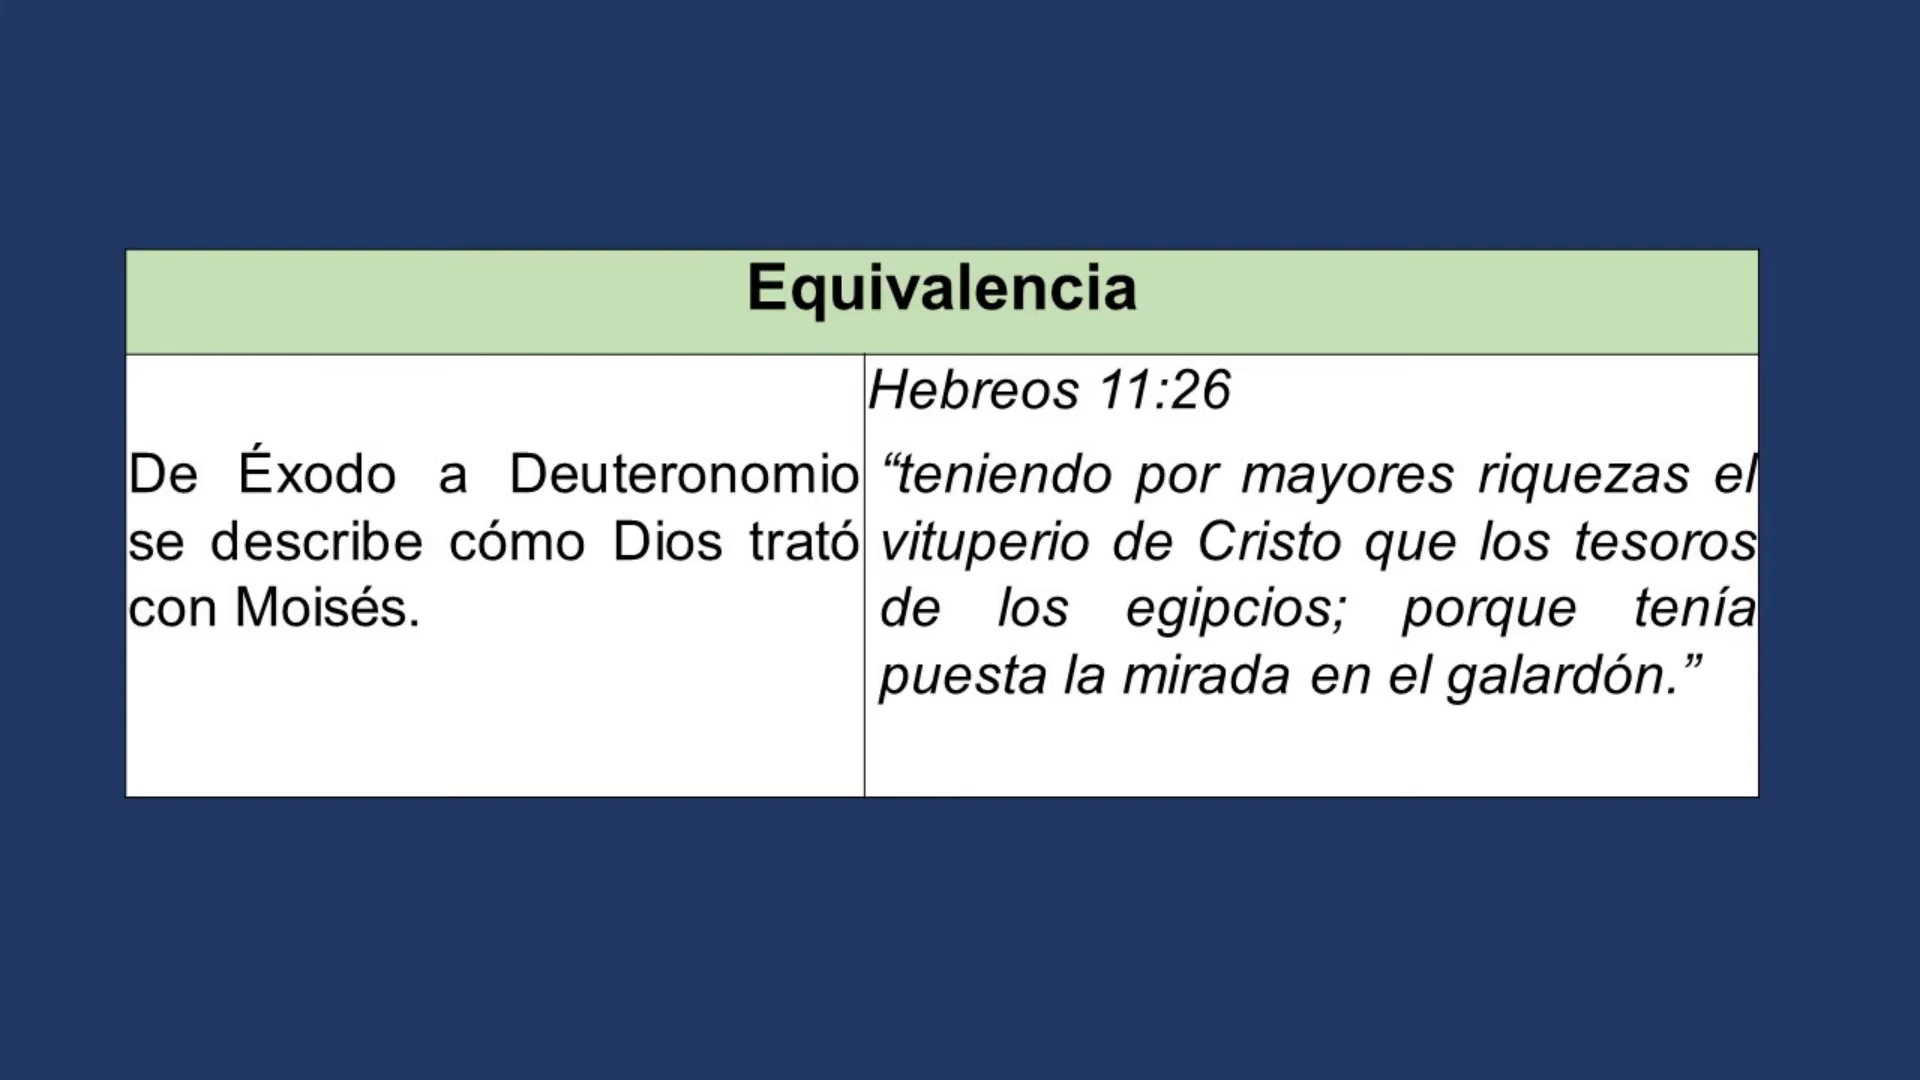 Equivalencia
De Éxodo a Deuteronomio
se describe cómo Dios trató
con Moisés.
Hebreos 11:26
“teniendo por mayores riquezas el
vituperio de Cristo que los tesoros
de los egipcios; porque tenía
puesta la mirada en el galardón.”